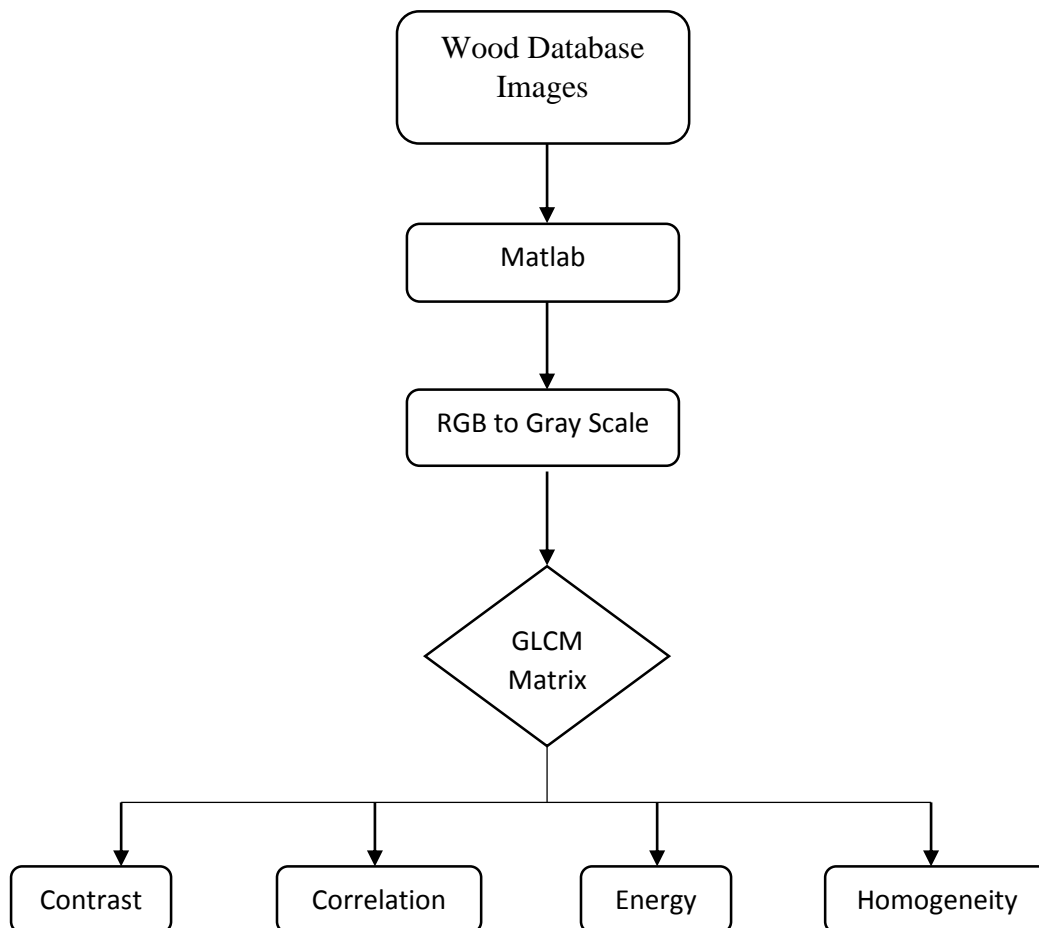 Wood Database
Images
Matlab
RGB to Gray Scale
GLCM
Matrix
Contrast
Correlation
Energy
Homogeneity